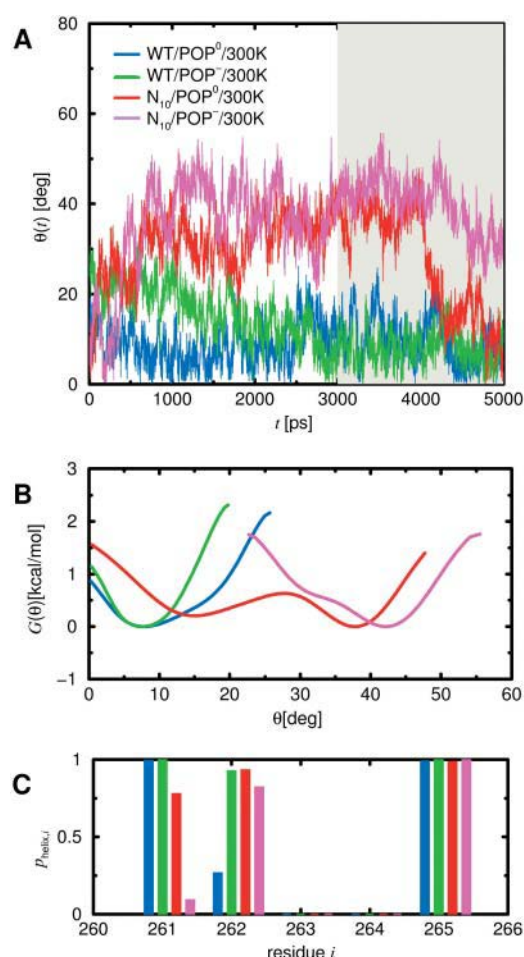 A
80
60
40
20
0
θ(t) [deg]
WT/POP⁰/300K
WT/POP⁻/300K
N₁₀/POP⁰/300K
N₁₀/POP⁻/300K
0 1000 2000 3000 4000 5000
t [ps]
B
3
2
1
0
−1
G(θ)[kcal/mol]
0 10 20 30 40 50 60
θ[deg]
C
1
0.5
0
p_helix,i
260 261 262 263 264 265 266
residue i